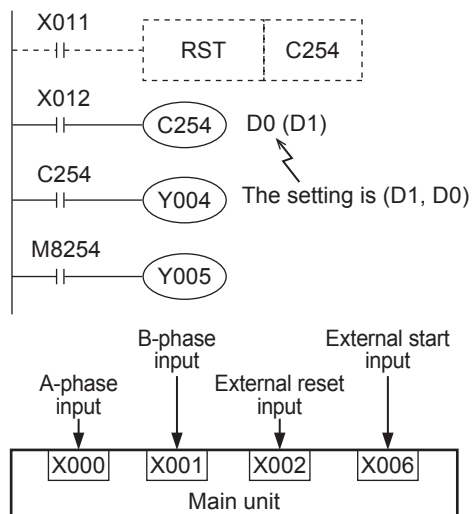 X011
RST C254
X012
C254 D0 (D1)
C254
Y004 The setting is (D1, D0)
M8254
Y005
B-phase
input
External start
input
A-phase
input
External reset
input
X000 X001 X002 X006
Main unit